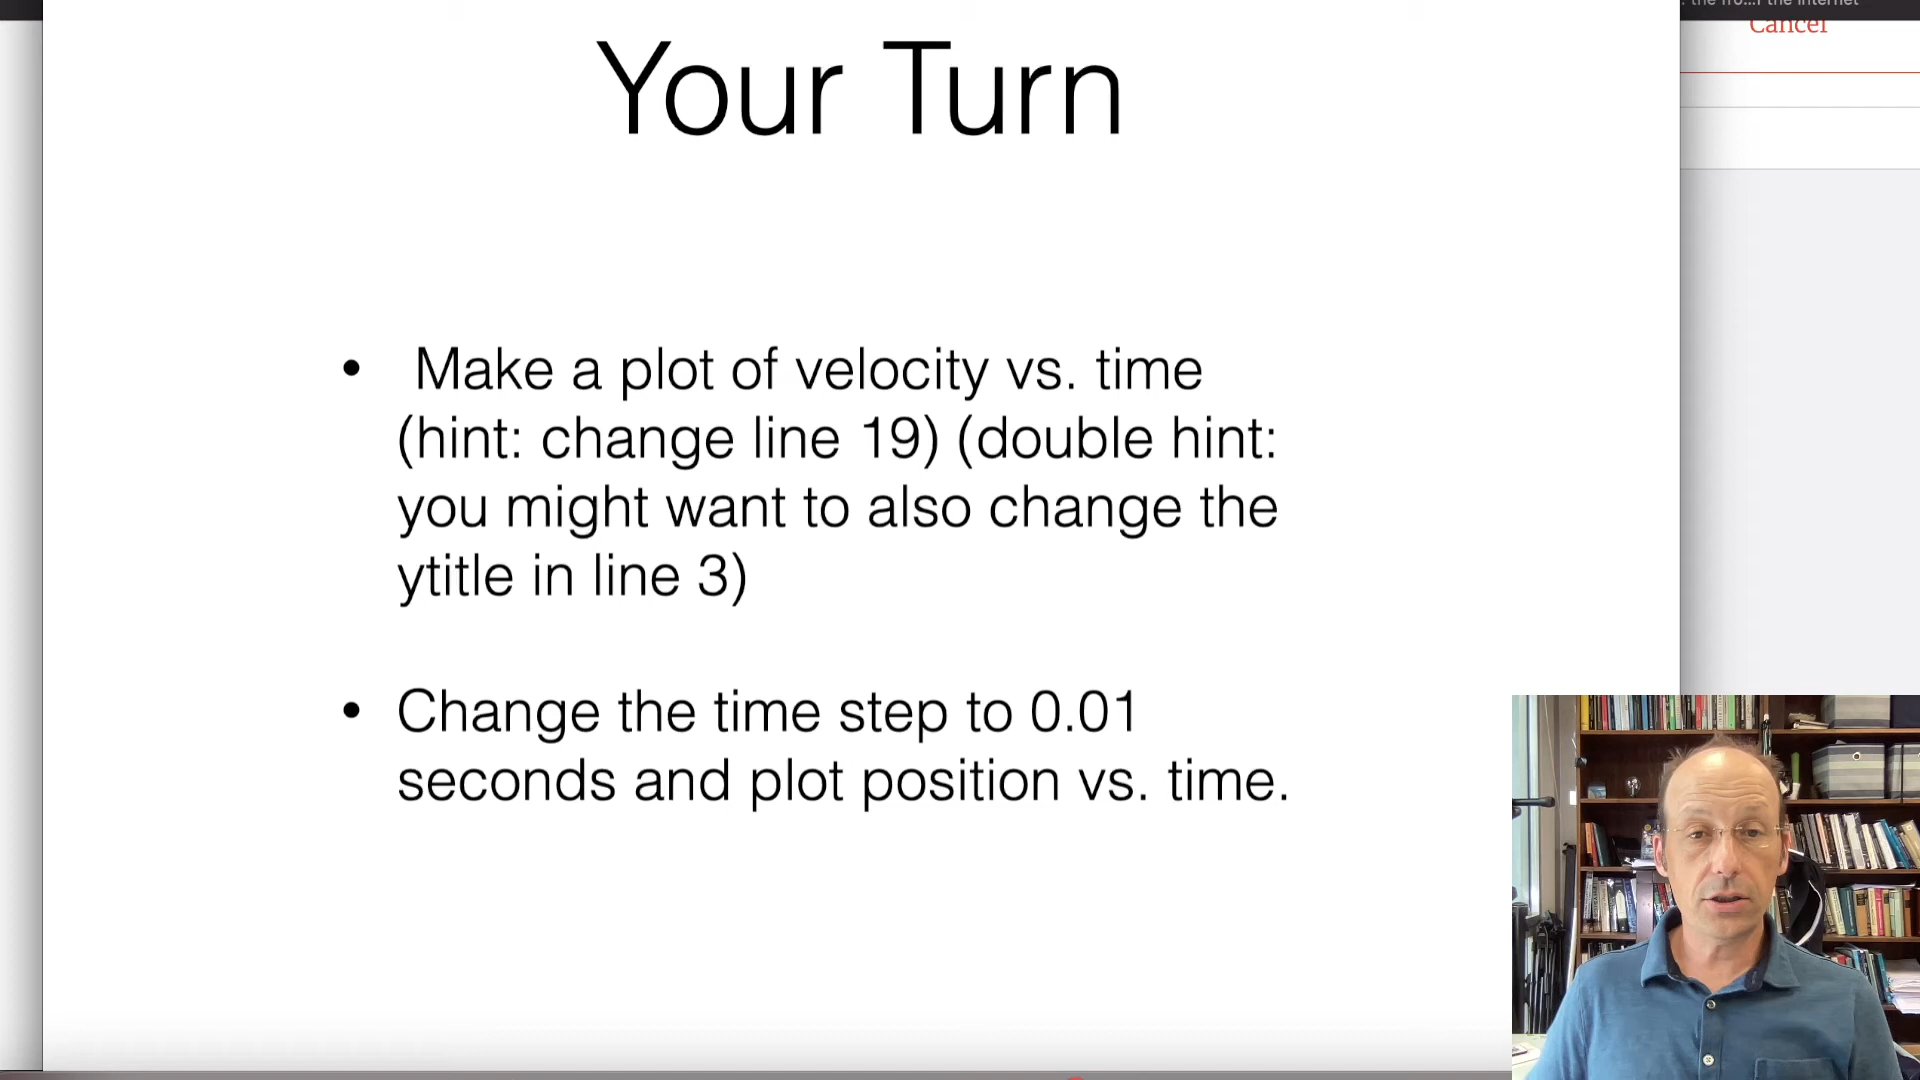 the Internet
Cancel
Your Turn
• Make a plot of velocity vs. time
(hint: change line 19) (double hint:
you might want to also change the
ytitle in line 3)
• Change the time step to 0.01
seconds and plot position vs. time.